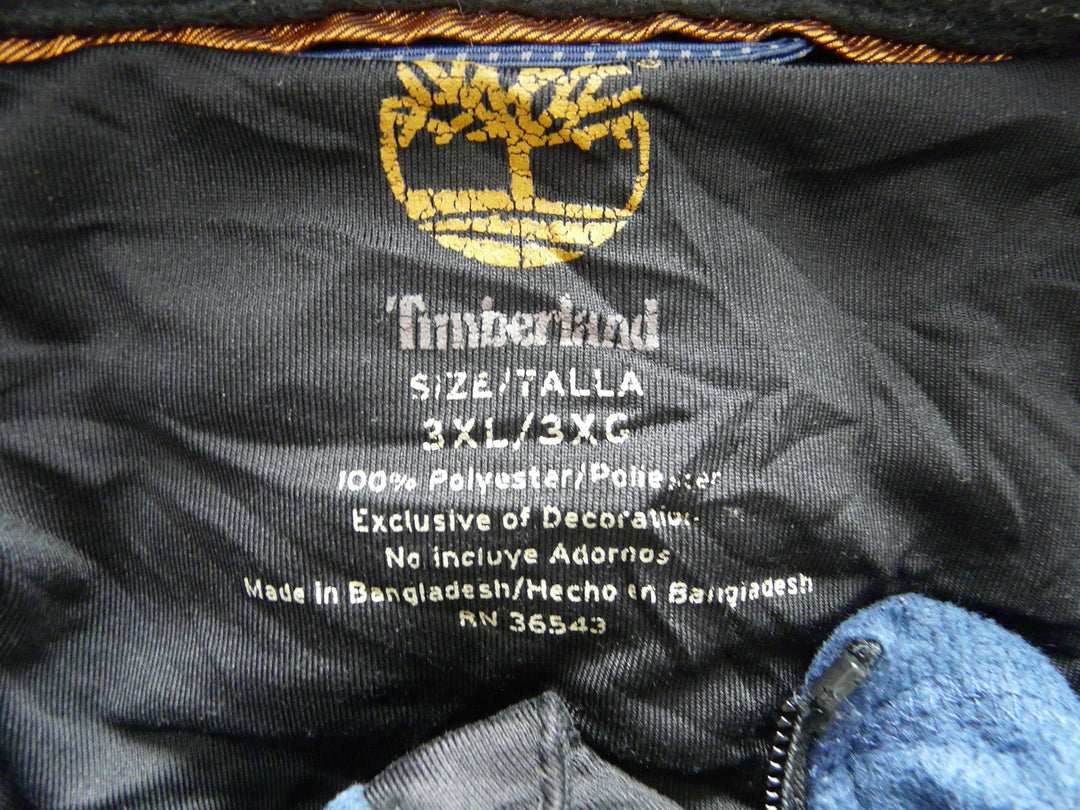 Timberland
SIZE/TALLA
3XL/3XG
100% Polyester/Poliester
Exclusive of Decoration
No incluye Adornos
Made in Bangladesh/Hecho en Bangladesh
RN 36543